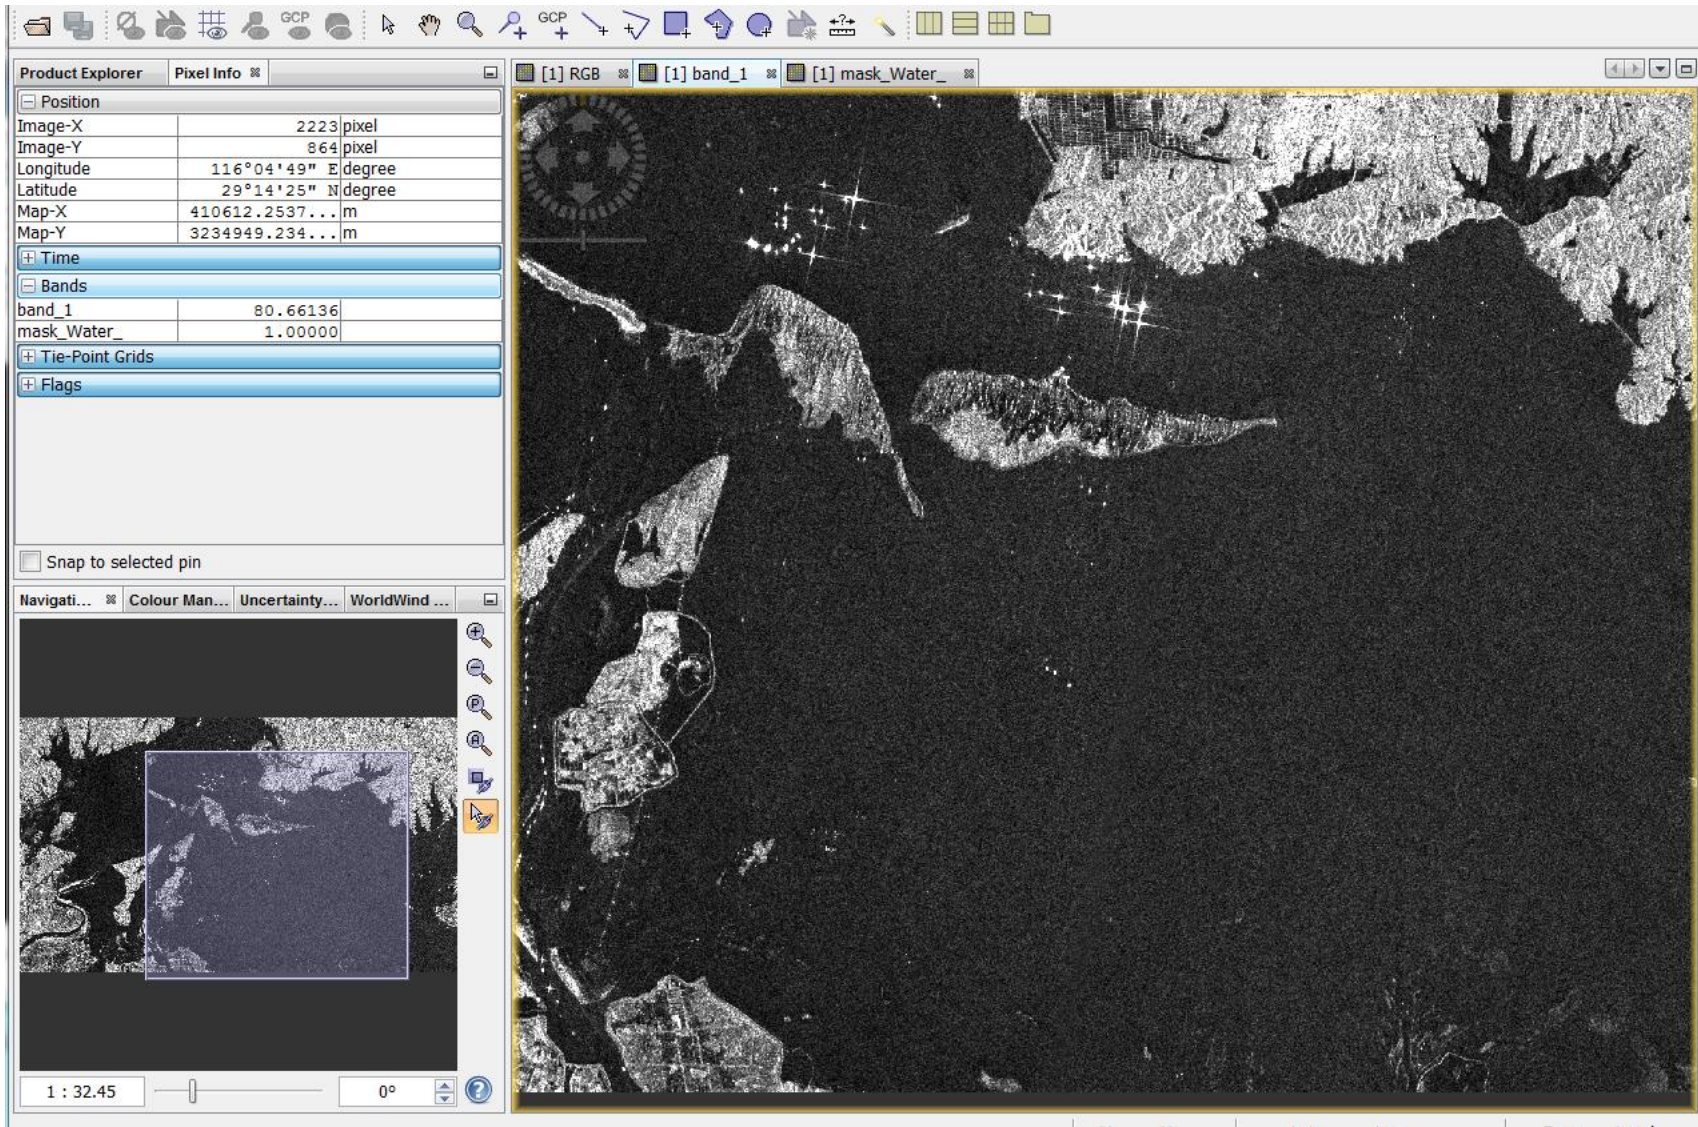 GCP
GCP
Product Explorer Pixel Info
[1] RGB [1] band_1 [1] mask_Water_
Position
Image-X 2223 pixel
Image-Y 864 pixel
Longitude 116°04'49" E degree
Latitude 29°14'25" N degree
Map-X 410612.2537... m
Map-Y 3234949.234... m
Time
Bands
band_1 80.66136
mask_Water_ 1.00000
Tie-Point Grids
Flags
Snap to selected pin
Navigati... Colour Man... Uncertainty... WorldWind ...
1 : 32.45 0°